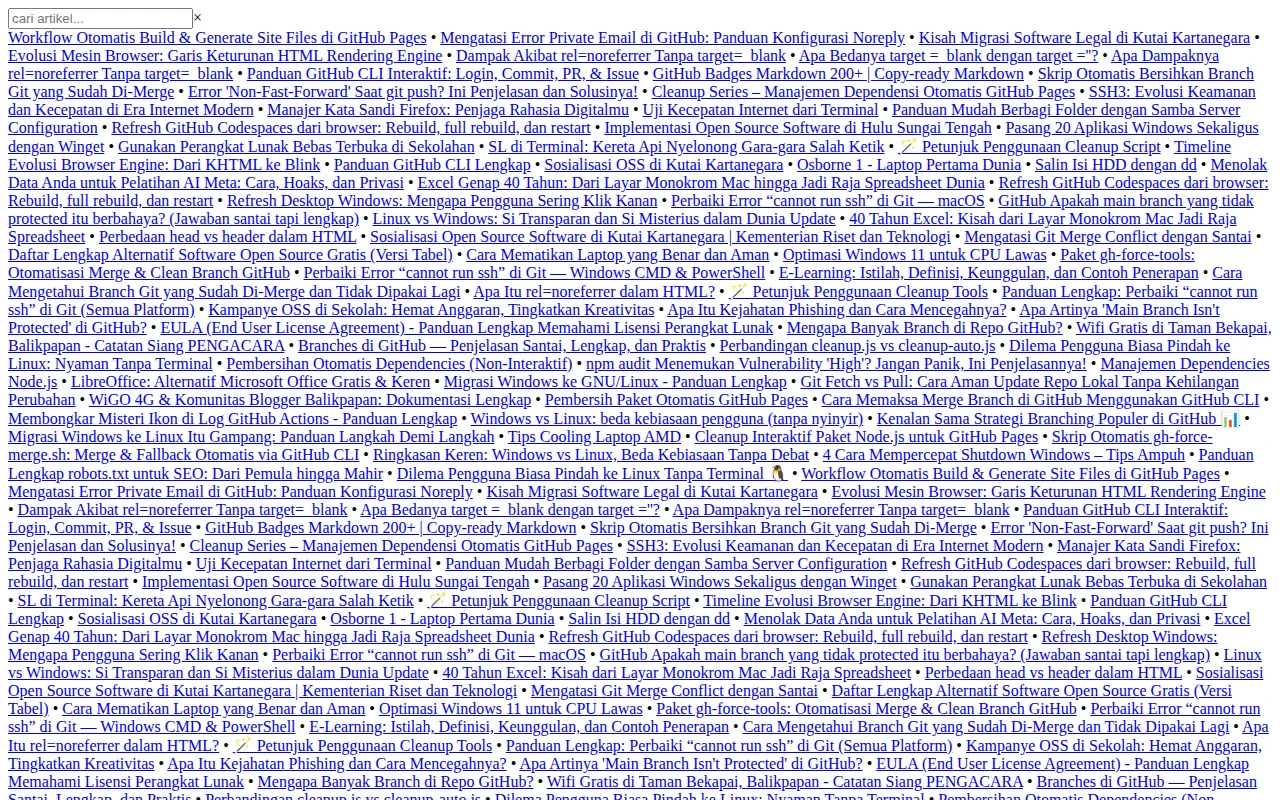 cari artikel... ×
Workflow Otomatis Build & Generate Site Files di GitHub Pages • Mengatasi Error Private Email di GitHub: Panduan Konfigurasi Noreply • Kisah Migrasi Software Legal di Kutai Kartanegara •
Evolusi Mesin Browser: Garis Keturunan HTML Rendering Engine • Dampak Akibat rel=noreferrer Tanpa target=_blank • Apa Bedanya target =_blank dengan target =''? • Apa Dampaknya
rel=noreferrer Tanpa target=_blank • Panduan GitHub CLI Interaktif: Login, Commit, PR, & Issue • GitHub Badges Markdown 200+ | Copy-ready Markdown • Skrip Otomatis Bersihkan Branch
Git yang Sudah Di-Merge • Error 'Non-Fast-Forward' Saat git push? Ini Penjelasan dan Solusinya! • Cleanup Series – Manajemen Dependensi Otomatis GitHub Pages • SSH3: Evolusi Keamanan
dan Kecepatan di Era Internet Modern • Manajer Kata Sandi Firefox: Penjaga Rahasia Digitalmu • Uji Kecepatan Internet dari Terminal • Panduan Mudah Berbagi Folder dengan Samba Server
Configuration • Refresh GitHub Codespaces dari browser: Rebuild, full rebuild, dan restart • Implementasi Open Source Software di Hulu Sungai Tengah • Pasang 20 Aplikasi Windows Sekaligus
dengan Winget • Gunakan Perangkat Lunak Bebas Terbuka di Sekolahan • SL di Terminal: Kereta Api Nyelonong Gara-gara Salah Ketik • 🪄 Petunjuk Penggunaan Cleanup Script • Timeline
Evolusi Browser Engine: Dari KHTML ke Blink • Panduan GitHub CLI Lengkap • Sosialisasi OSS di Kutai Kartanegara • Osborne 1 - Laptop Pertama Dunia • Salin Isi HDD dengan dd • Menolak
Data Anda untuk Pelatihan AI Meta: Cara, Hoaks, dan Privasi • Excel Genap 40 Tahun: Dari Layar Monokrom Mac hingga Jadi Raja Spreadsheet Dunia • Refresh GitHub Codespaces dari browser:
Rebuild, full rebuild, dan restart • Refresh Desktop Windows: Mengapa Pengguna Sering Klik Kanan • Perbaiki Error “cannot run ssh” di Git — macOS • GitHub Apakah main branch yang tidak
protected itu berbahaya? (Jawaban santai tapi lengkap) • Linux vs Windows: Si Transparan dan Si Misterius dalam Dunia Update • 40 Tahun Excel: Kisah dari Layar Monokrom Mac Jadi Raja
Spreadsheet • Perbedaan head vs header dalam HTML • Sosialisasi Open Source Software di Kutai Kartanegara | Kementerian Riset dan Teknologi • Mengatasi Git Merge Conflict dengan Santai •
Daftar Lengkap Alternatif Software Open Source Gratis (Versi Tabel) • Cara Mematikan Laptop yang Benar dan Aman • Optimasi Windows 11 untuk CPU Lawas • Paket gh-force-tools:
Otomatisasi Merge & Clean Branch GitHub • Perbaiki Error “cannot run ssh” di Git — Windows CMD & PowerShell • E-Learning: Istilah, Definisi, Keunggulan, dan Contoh Penerapan • Cara
Mengetahui Branch Git yang Sudah Di-Merge dan Tidak Dipakai Lagi • Apa Itu rel=noreferrer dalam HTML? • 🪄 Petunjuk Penggunaan Cleanup Tools • Panduan Lengkap: Perbaiki “cannot run
ssh” di Git (Semua Platform) • Kampanye OSS di Sekolah: Hemat Anggaran, Tingkatkan Kreativitas • Apa Itu Kejahatan Phishing dan Cara Mencegahnya? • Apa Artinya 'Main Branch Isn't
Protected' di GitHub? • EULA (End User License Agreement) - Panduan Lengkap Memahami Lisensi Perangkat Lunak • Mengapa Banyak Branch di Repo GitHub? • Wifi Gratis di Taman Bekapai,
Balikpapan - Catatan Siang PENGACARA • Branches di GitHub — Penjelasan Santai, Lengkap, dan Praktis • Perbandingan cleanup.js vs cleanup-auto.js • Dilema Pengguna Biasa Pindah ke
Linux: Nyaman Tanpa Terminal • Pembersihan Otomatis Dependencies (Non-Interaktif) • npm audit Menemukan Vulnerability 'High'? Jangan Panik, Ini Penjelasannya! • Manajemen Dependencies
Node.js • LibreOffice: Alternatif Microsoft Office Gratis & Keren • Migrasi Windows ke GNU/Linux - Panduan Lengkap • Git Fetch vs Pull: Cara Aman Update Repo Lokal Tanpa Kehilangan
Perubahan • WiGO 4G & Komunitas Blogger Balikpapan: Dokumentasi Lengkap • Pembersih Paket Otomatis GitHub Pages • Cara Memaksa Merge Branch di GitHub Menggunakan GitHub CLI •
Membongkar Misteri Ikon di Log GitHub Actions - Panduan Lengkap • Windows vs Linux: beda kebiasaan pengguna (tanpa nyinyir) • Kenalan Sama Strategi Branching Populer di GitHub 📊 •
Migrasi Windows ke Linux Itu Gampang: Panduan Langkah Demi Langkah • Tips Cooling Laptop AMD • Cleanup Interaktif Paket Node.js untuk GitHub Pages • Skrip Otomatis gh-force-
merge.sh: Merge & Fallback Otomatis via GitHub CLI • Ringkasan Keren: Windows vs Linux, Beda Kebiasaan Tanpa Debat • 4 Cara Mempercepat Shutdown Windows – Tips Ampuh • Panduan
Lengkap robots.txt untuk SEO: Dari Pemula hingga Mahir • Dilema Pengguna Biasa Pindah ke Linux Tanpa Terminal 🐧 • Workflow Otomatis Build & Generate Site Files di GitHub Pages •
Mengatasi Error Private Email di GitHub: Panduan Konfigurasi Noreply • Kisah Migrasi Software Legal di Kutai Kartanegara • Evolusi Mesin Browser: Garis Keturunan HTML Rendering Engine
• Dampak Akibat rel=noreferrer Tanpa target=_blank • Apa Bedanya target =_blank dengan target =''? • Apa Dampaknya rel=noreferrer Tanpa target=_blank • Panduan GitHub CLI Interaktif:
Login, Commit, PR, & Issue • GitHub Badges Markdown 200+ | Copy-ready Markdown • Skrip Otomatis Bersihkan Branch Git yang Sudah Di-Merge • Error 'Non-Fast-Forward' Saat git push? Ini
Penjelasan dan Solusinya! • Cleanup Series – Manajemen Dependensi Otomatis GitHub Pages • SSH3: Evolusi Keamanan dan Kecepatan di Era Internet Modern • Manajer Kata Sandi Firefox:
Penjaga Rahasia Digitalmu • Uji Kecepatan Internet dari Terminal • Panduan Mudah Berbagi Folder dengan Samba Server Configuration • Refresh GitHub Codespaces dari browser: Rebuild, full
rebuild, dan restart • Implementasi Open Source Software di Hulu Sungai Tengah • Pasang 20 Aplikasi Windows Sekaligus dengan Winget • Gunakan Perangkat Lunak Bebas Terbuka di Sekolahan
• SL di Terminal: Kereta Api Nyelonong Gara-gara Salah Ketik • 🪄 Petunjuk Penggunaan Cleanup Script • Timeline Evolusi Browser Engine: Dari KHTML ke Blink • Panduan GitHub CLI
Lengkap • Sosialisasi OSS di Kutai Kartanegara • Osborne 1 - Laptop Pertama Dunia • Salin Isi HDD dengan dd • Menolak Data Anda untuk Pelatihan AI Meta: Cara, Hoaks, dan Privasi • Excel
Genap 40 Tahun: Dari Layar Monokrom Mac hingga Jadi Raja Spreadsheet Dunia • Refresh GitHub Codespaces dari browser: Rebuild, full rebuild, dan restart • Refresh Desktop Windows:
Mengapa Pengguna Sering Klik Kanan • Perbaiki Error “cannot run ssh” di Git — macOS • GitHub Apakah main branch yang tidak protected itu berbahaya? (Jawaban santai tapi lengkap) • Linux
vs Windows: Si Transparan dan Si Misterius dalam Dunia Update • 40 Tahun Excel: Kisah dari Layar Monokrom Mac Jadi Raja Spreadsheet • Perbedaan head vs header dalam HTML • Sosialisasi
Open Source Software di Kutai Kartanegara | Kementerian Riset dan Teknologi • Mengatasi Git Merge Conflict dengan Santai • Daftar Lengkap Alternatif Software Open Source Gratis (Versi
Tabel) • Cara Mematikan Laptop yang Benar dan Aman • Optimasi Windows 11 untuk CPU Lawas • Paket gh-force-tools: Otomatisasi Merge & Clean Branch GitHub • Perbaiki Error “cannot run
ssh” di Git — Windows CMD & PowerShell • E-Learning: Istilah, Definisi, Keunggulan, dan Contoh Penerapan • Cara Mengetahui Branch Git yang Sudah Di-Merge dan Tidak Dipakai Lagi • Apa
Itu rel=noreferrer dalam HTML? • 🪄 Petunjuk Penggunaan Cleanup Tools • Panduan Lengkap: Perbaiki “cannot run ssh” di Git (Semua Platform) • Kampanye OSS di Sekolah: Hemat Anggaran,
Tingkatkan Kreativitas • Apa Itu Kejahatan Phishing dan Cara Mencegahnya? • Apa Artinya 'Main Branch Isn't Protected' di GitHub? • EULA (End User License Agreement) - Panduan Lengkap
Memahami Lisensi Perangkat Lunak • Mengapa Banyak Branch di Repo GitHub? • Wifi Gratis di Taman Bekapai, Balikpapan - Catatan Siang PENGACARA • Branches di GitHub — Penjelasan
Santai, Lengkap, dan Praktis • Perbandingan cleanup.js vs cleanup-auto.js • Dilema Pengguna Biasa Pindah ke Linux: Nyaman Tanpa Terminal • Pembersihan Otomatis Dependencies (Non-